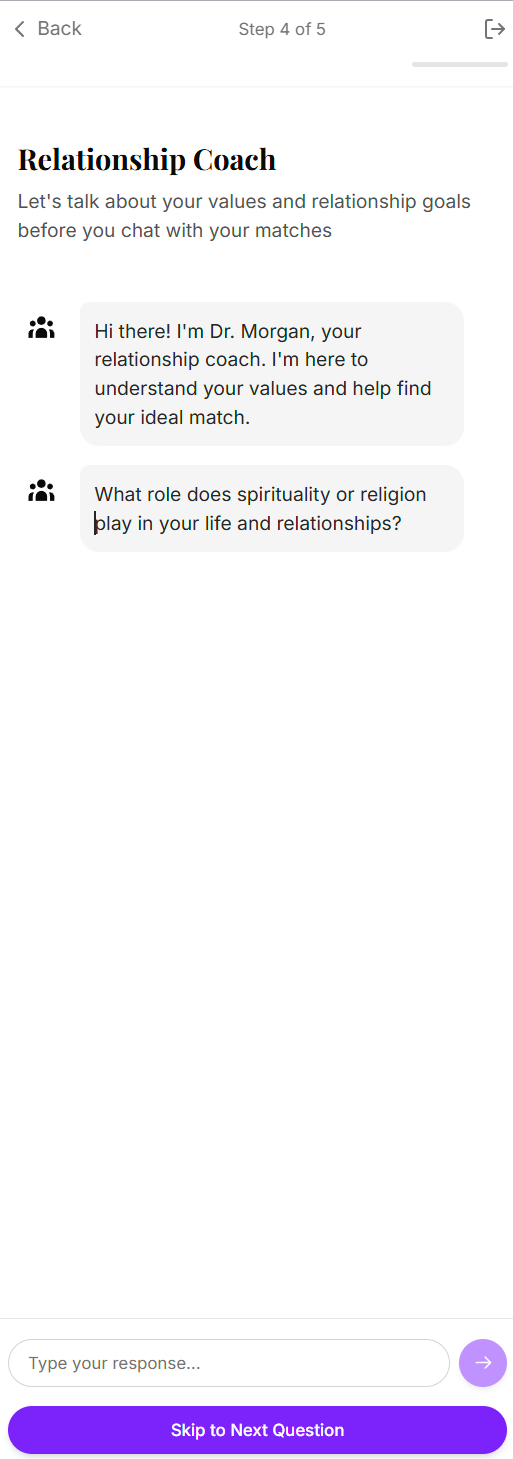 Back
Step 4 of 5
Relationship Coach
Let's talk about your values and relationship goals
before you chat with your matches
Hi there! I'm Dr. Morgan, your
relationship coach. I'm here to
understand your values and help find
your ideal match.
What role does spirituality or religion
play in your life and relationships?
Type your response...
Skip to Next Question